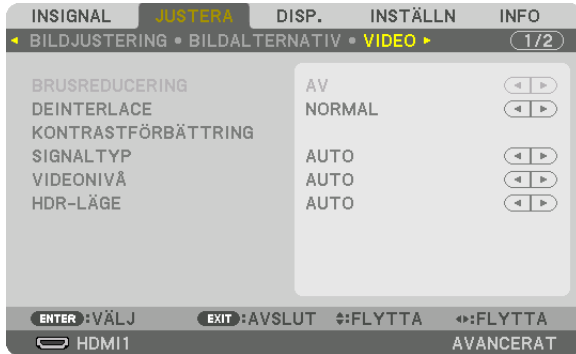 INSIGNAL JUSTERA DISP. INSTÄLLN INFO
BILDJUSTERING • BILDALTERNATIV • VIDEO 1/2
BRUSREDUCERING AV
DEINTERLACE NORMAL
KONTRASTFÖRBÄTTRING
SIGNALTYP AUTO
VIDEONIVÅ AUTO
HDR-LÄGE AUTO
ENTER :VÄLJ EXIT :AVSLUT :FLYTTA :FLYTTA
HDMI1 AVANCERAT